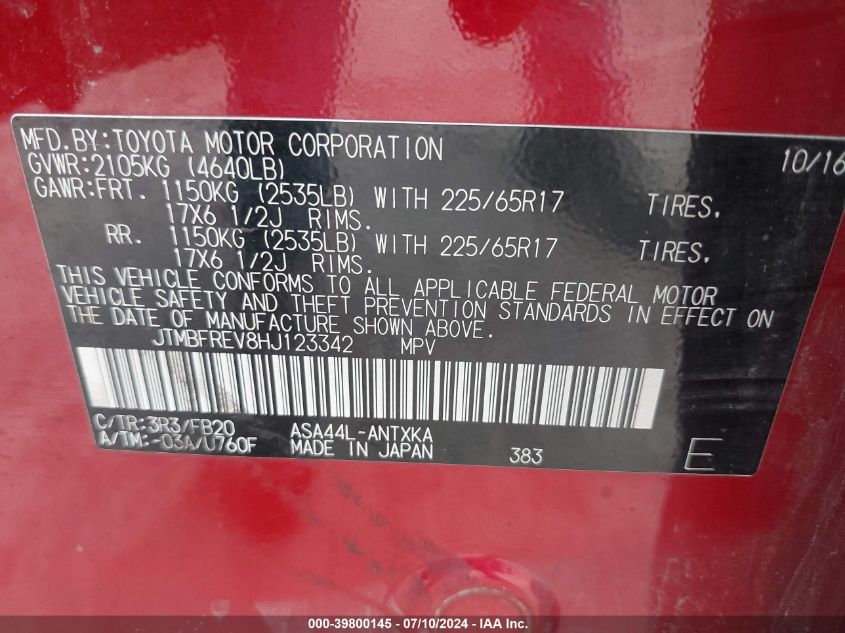 MFD.BY:TOYOTA MOTOR CORPORATION 10/16
GVWR:2105KG (4640LB)
GAWR:FRT. 1150KG (2535LB) WITH 225/65R17 TIRES.
17X6 1/2J RIMS.
RR. 1150KG (2535LB) WITH 225/65R17 TIRES.
17X6 1/2J RIMS.
THIS VEHICLE CONFORMS TO ALL APPLICABLE FEDERAL MOTOR
VEHICLE SAFETY AND THEFT PREVENTION STANDARDS IN EFFECT ON
THE DATE OF MANUFACTURE SHOWN ABOVE.
JTMBFREV8HJ123342 MPV
C/TR:3R3/FB20 ASA44L-ANTXKA
A/TM:-03A/U760F MADE IN JAPAN 383 E
000-39800145 - 07/10/2024 - IAA Inc.